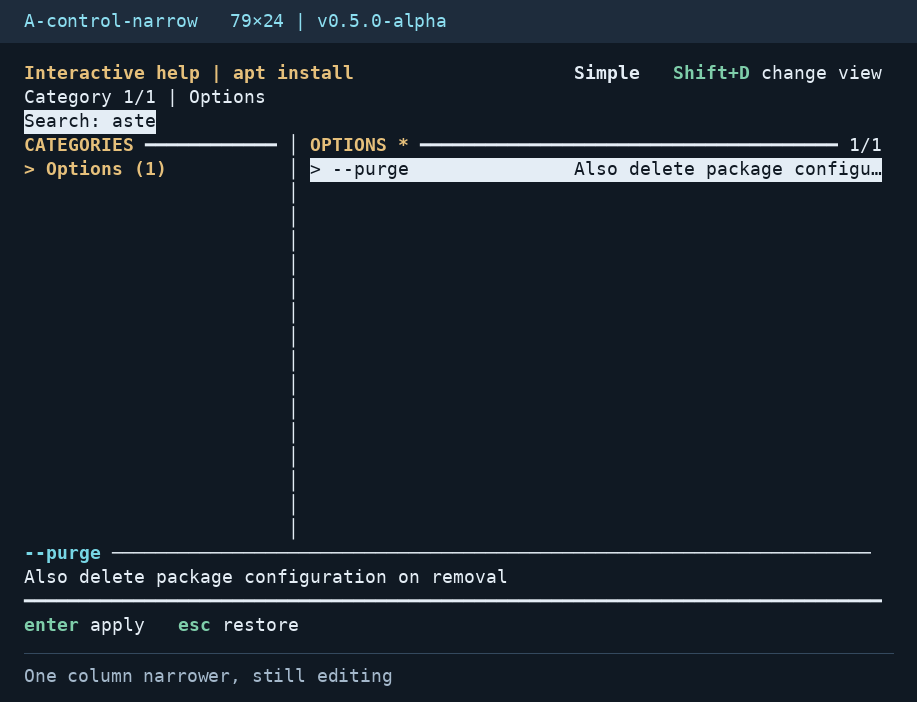 A-control-narrow   79×24 | v0.5.0-alpha
Interactive help | apt install                    Simple   Shift+D change view
Category 1/1 | Options
Search: aste
CATEGORIES │ OPTIONS * 1/1
> Options (1) │ > --purge               Also delete package configu…
--purge
Also delete package configuration on removal
enter apply   esc restore
One column narrower, still editing